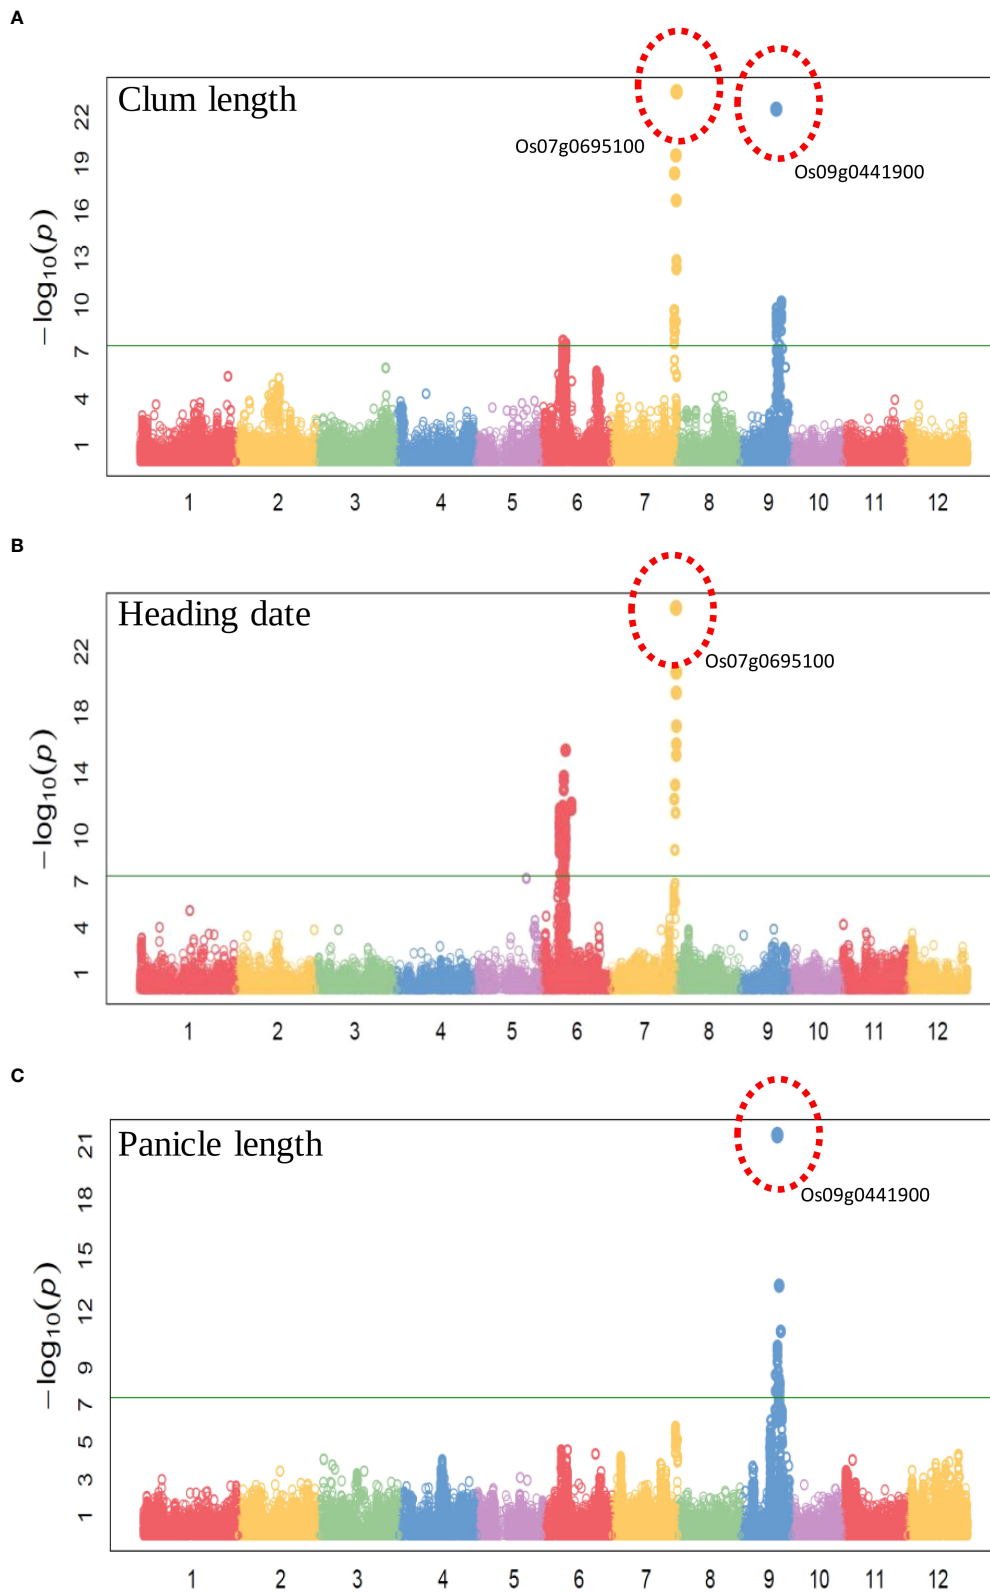 A
Clum length
Os07g0695100
Os09g0441900
−log10(p)
22
19
16
13
10
7
4
1
1 2 3 4 5 6 7 8 9 10 11 12
B
Heading date
Os07g0695100
−log10(p)
22
18
14
10
7
4
1
1 2 3 4 5 6 7 8 9 10 11 12
C
Panicle length
Os09g0441900
−log10(p)
21
18
15
12
9
7
5
3
1
1 2 3 4 5 6 7 8 9 10 11 12